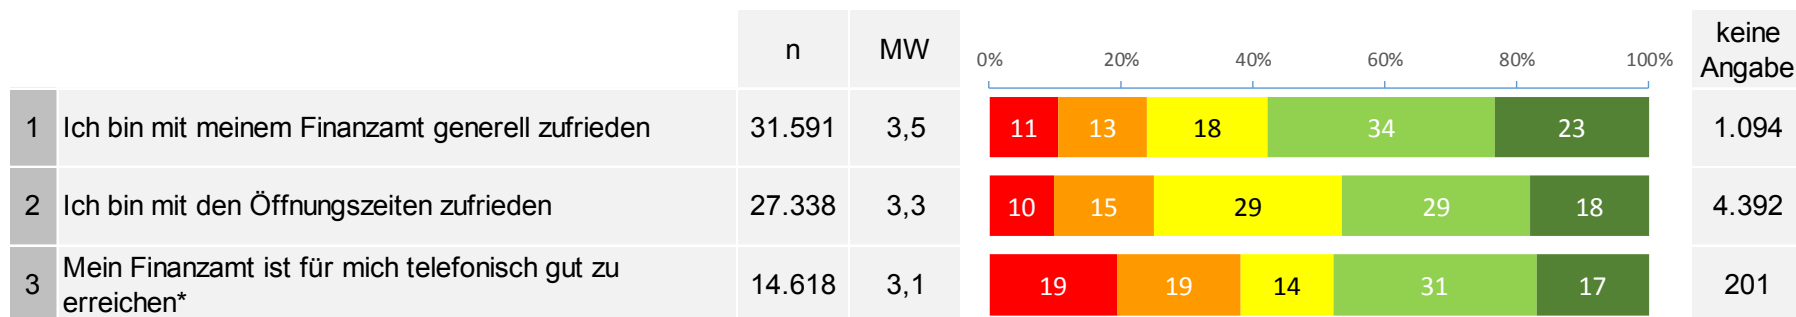 n MW 0% 20% 40% 60% 80% 100% keine
Angabe
1 Ich bin mit meinem Finanzamt generell zufrieden 31.591 3,5 11 13 18 34 23 1.094
2 Ich bin mit den Öffnungszeiten zufrieden 27.338 3,3 10 15 29 29 18 4.392
3 Mein Finanzamt ist für mich telefonisch gut zu
erreichen* 14.618 3,1 19 19 14 31 17 201